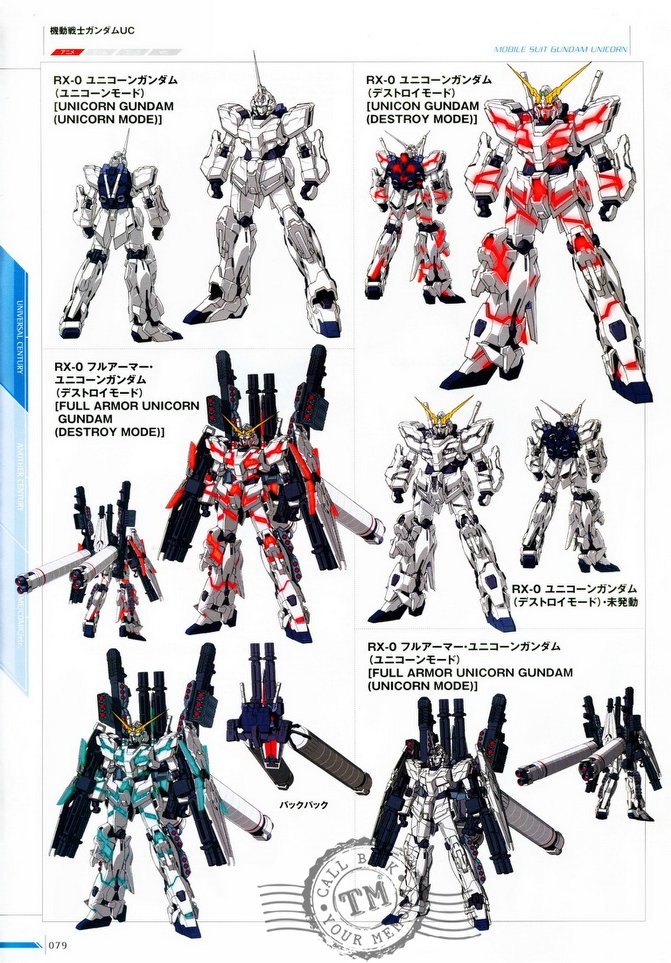 機動戦士ガンダムUC
アニメ
MOBILE SUIT GUNDAM UNICORN
RX-0 ユニコーンガンダム
(ユニコーンモード)
[UNICORN GUNDAM
(UNICORN MODE)]
RX-0 ユニコーンガンダム
(デストロイモード)
[UNICON GUNDAM
(DESTROY MODE)]
UNIVERSAL CENTURY
ANOTHER CENTURY
RX-0 フルアーマー・
ユニコーンガンダム
(デストロイモード)
[FULL ARMOR UNICORN
GUNDAM
(DESTROY MODE)]
RX-0 ユニコーンガンダム
(デストロイモード)・未発動
RX-0 フルアーマー・ユニコーンガンダム
(ユニコーンモード)
[FULL ARMOR UNICORN GUNDAM
(UNICORN MODE)]
バックパック
CALL BACK
TM
YOUR MEMORY
079